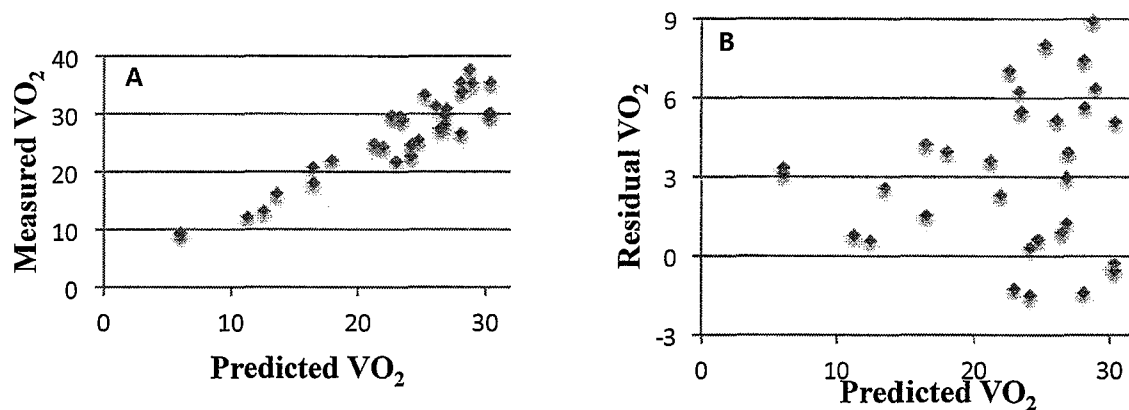 A
Measured VO₂
40
30
20
10
0
0 10 20 30
Predicted VO₂
B
Residual VO₂
9
6
3
0
-3
0 10 20 30
Predicted VO₂